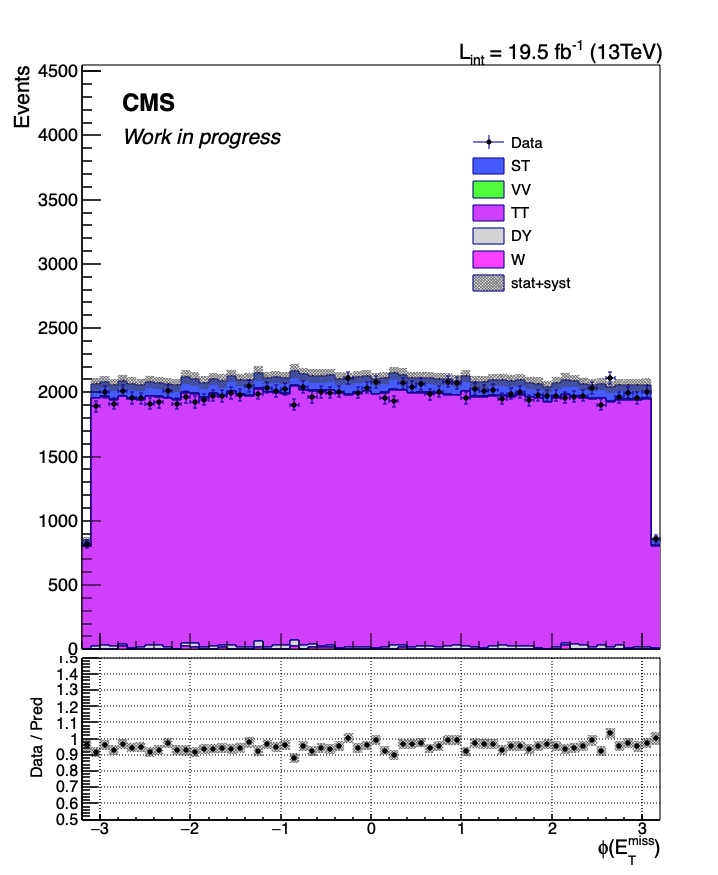 L_int = 19.5 fb⁻¹ (13TeV)
Events
4500
4000
3500
3000
2500
2000
1500
1000
500
0
CMS
Work in progress
Data
ST
VV
TT
DY
W
stat+syst
Data / Pred
1.5
1.4
1.3
1.2
1.1
1
0.9
0.8
0.7
0.6
0.5
−3 −2 −1 0 1 2 3
ϕ(E_T^miss)